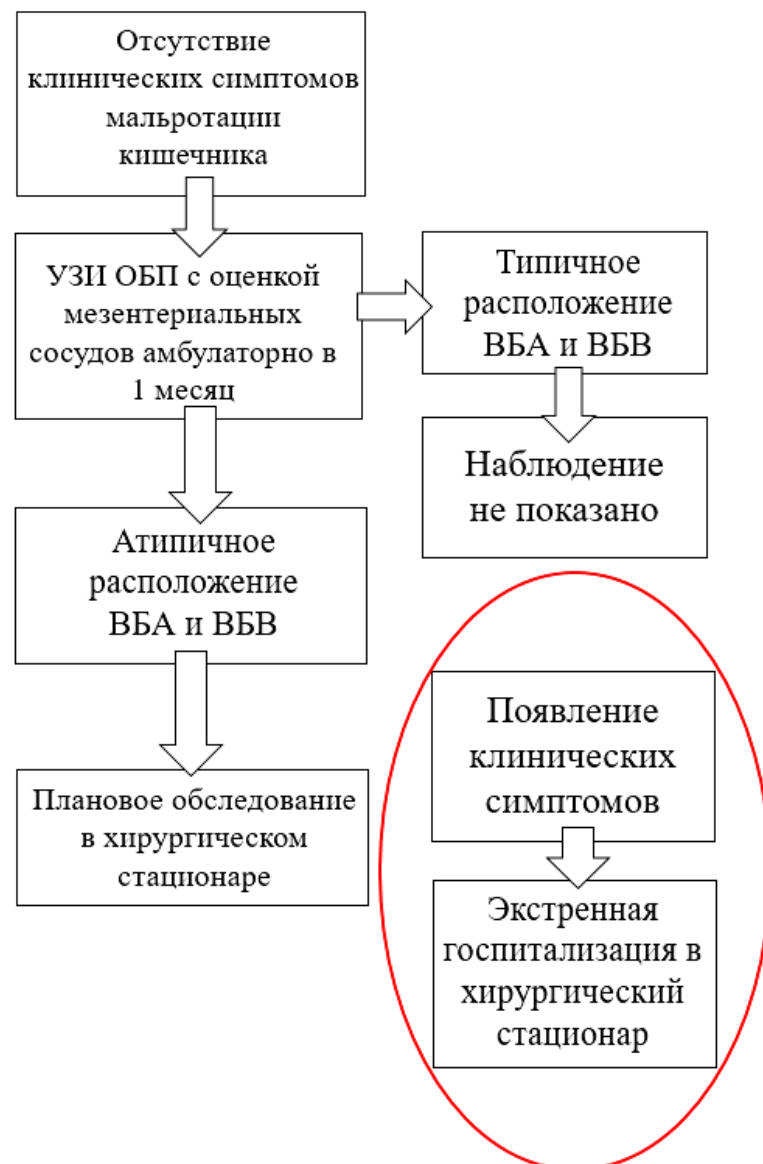 Отсутствие
клинических симптомов
мальротации
кишечника
УЗИ ОБП с оценкой
мезентериальных
сосудов амбулаторно в
1 месяц
Типичное
расположение
ВБА и ВБВ
Наблюдение
не показано
Атипичное
расположение
ВБА и ВБВ
Плановое обследование
в хирургическом
стационаре
Появление
клинических
симптомов
Экстренная
госпитализация в
хирургический
стационар